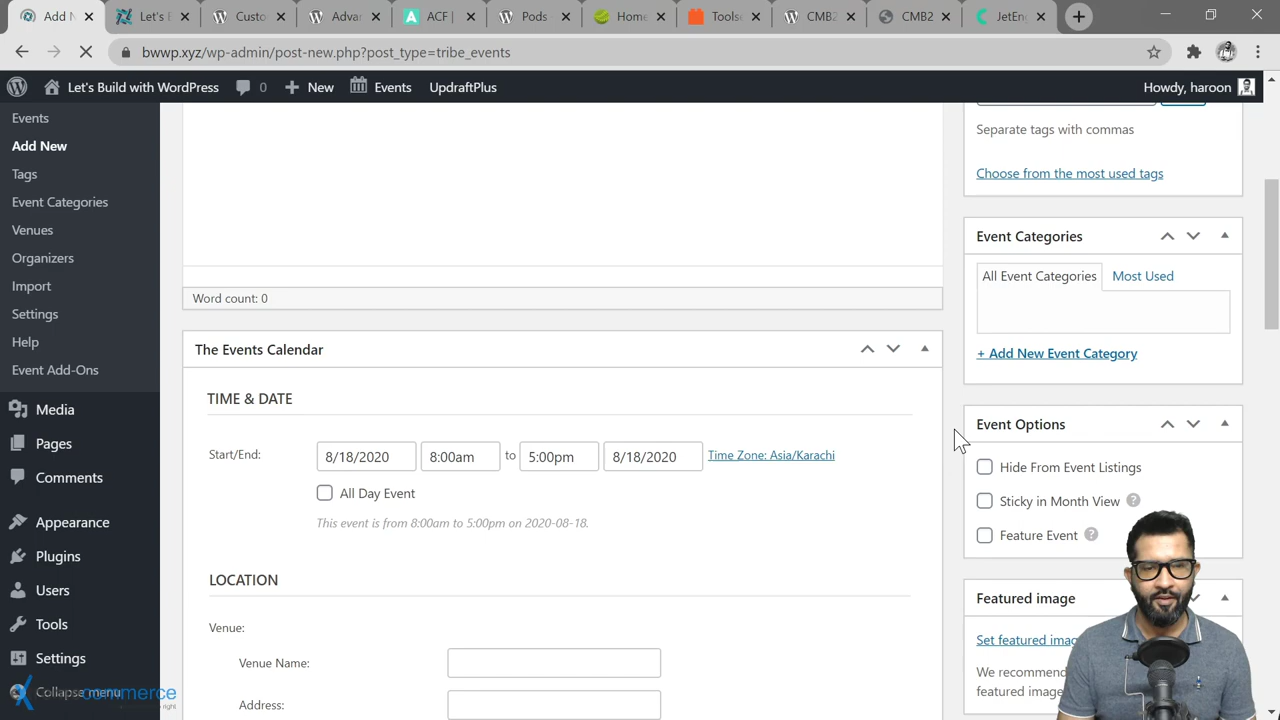 Add N
Let's E
Custo
Advar
ACF |
Pods
Home
Toolse
CMB2
CMB2
JetEn
bwwp.xyz/wp-admin/post-new.php?post_type=tribe_events
Let's Build with WordPress
0
New
Events
UpdraftPlus
Howdy, haroon
Events
Add New
Tags
Event Categories
Venues
Organizers
Import
Settings
Help
Event Add-Ons
Media
Pages
Comments
Appearance
Plugins
Users
Tools
Settings
Collapse menu
commerce
Word count: 0
The Events Calendar
TIME & DATE
Start/End:
8/18/2020
8:00am
to
5:00pm
8/18/2020
Time Zone: Asia/Karachi
All Day Event
This event is from 8:00am to 5:00pm on 2020-08-18.
LOCATION
Venue:
Venue Name:
Address:
Separate tags with commas
Choose from the most used tags
Event Categories
All Event Categories
Most Used
+ Add New Event Category
Event Options
Hide From Event Listings
Sticky in Month View
Feature Event
Featured image
Set featured imag
We recommend
featured image